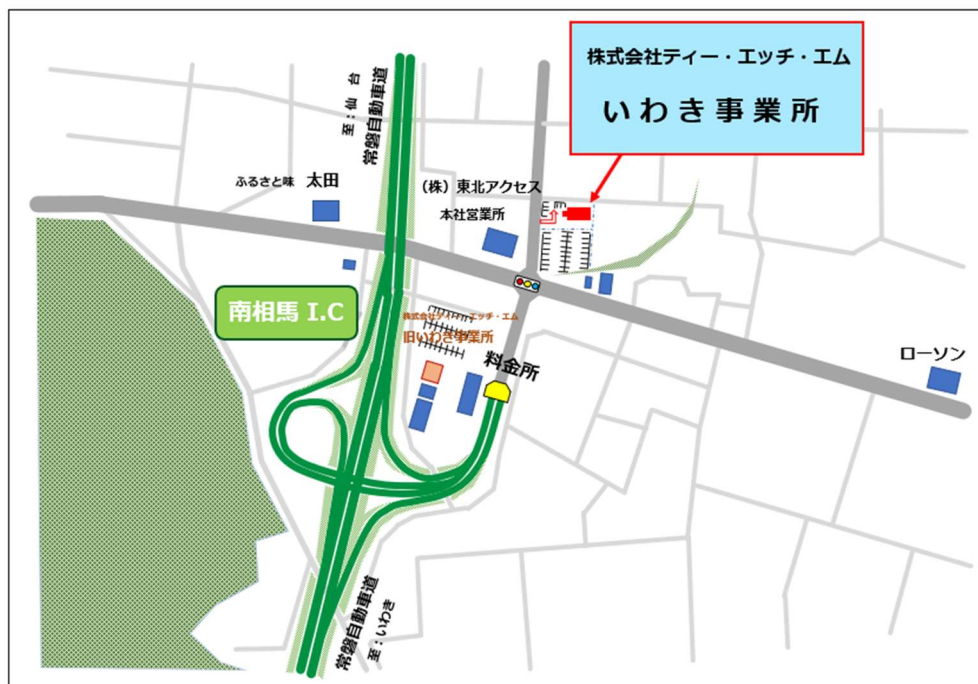 株式会社ティー・エッチ・エム
いわき事業所
至：仙　台
常磐自動車道
ふるさと味　太田
（株）東北アクセス
本社営業所
南相馬 I.C
株式会社ティー・エッチ・エム
旧いわき事業所
料金所
ローソン
常磐自動車道
至：いわき